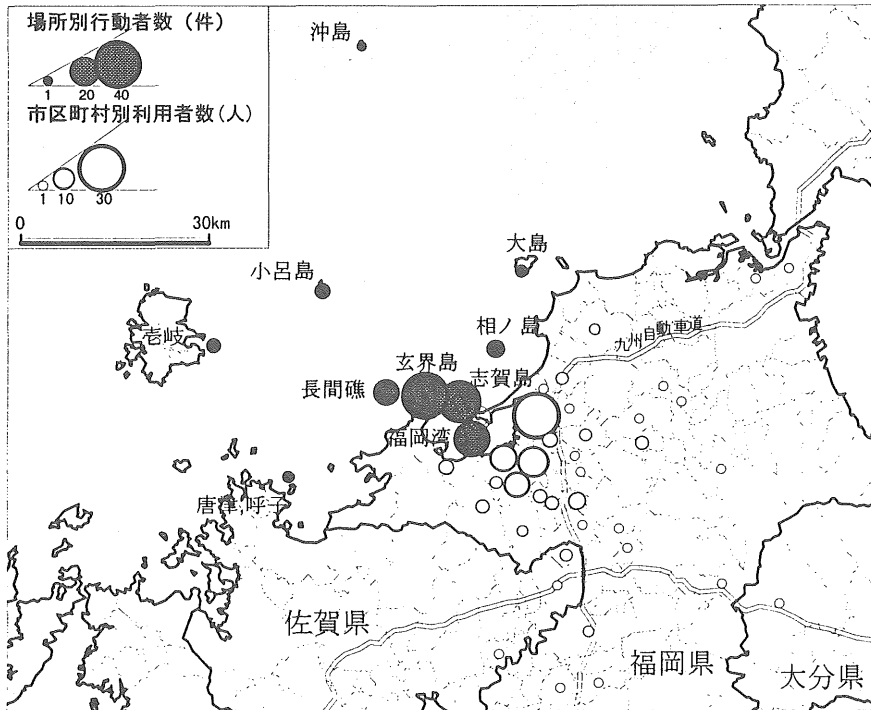 場所別行動者数（件）
1 20 40
市区町村別利用者数(人)
1 10 30
0 30km
沖島
大島
小呂島
相ノ島
壱岐
九州自動車道
玄界島
長間礁
志賀島
福岡湾
唐津,呼子
佐賀県
福岡県
大分県